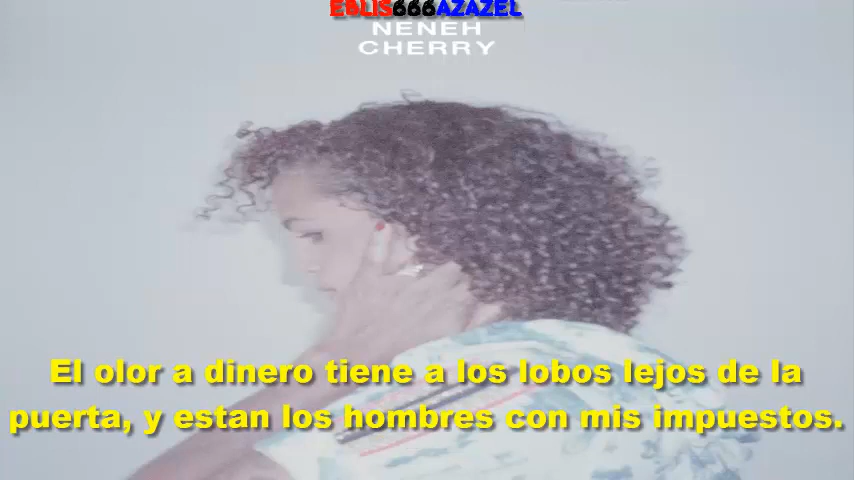 EBLIS666AZAZEL
NENEH
CHERRY
El olor a dinero tiene a los lobos lejos de la
puerta, y estan los hombres con mis impuestos.